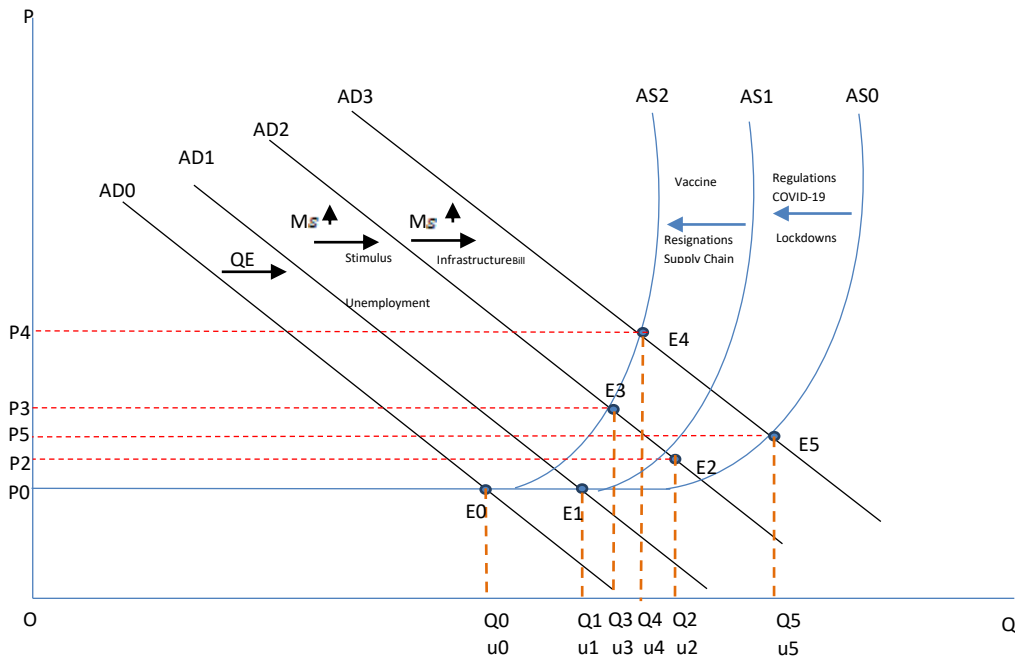 P
AD3
AS2
AS1
AS0
AD2
AD1
AD0
Vaccine
Regulations
COVID-19
Ms
Ms
Resignations
Supply Chain
Lockdowns
QE
Stimulus
InfrastructureBill
Unemployment
P4
E4
E3
P3
P5
E5
P2
E2
P0
E0
E1
O
Q0
Q1
Q3
Q4
Q2
Q5
Q
u0
u1
u3
u4
u2
u5